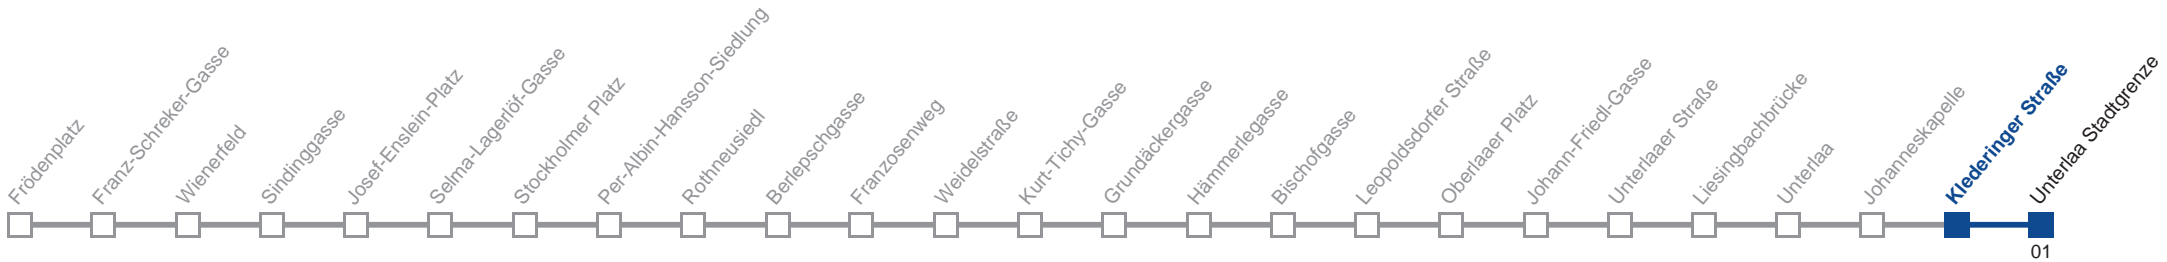 Frödenplatz
Franz-Schreker-Gasse
Wienerfeld
Sindinggasse
Josef-Enslein-Platz
Selma-Lagerlöf-Gasse
Stockholmer Platz
Per-Albin-Hansson-Siedlung
Rothneusiedl
Berlepschgasse
Franzosenweg
Weidelstraße
Kurt-Tichy-Gasse
Grundäckergasse
Hämmerlegasse
Bischofgasse
Leopoldsdorfer Straße
Oberlaaer Platz
Johann-Friedl-Gasse
Unterlaaer Straße
Liesingbachbrücke
Unterlaa
Johanneskapelle
Klederinger Straße
Unterlaa Stadtgrenze
01